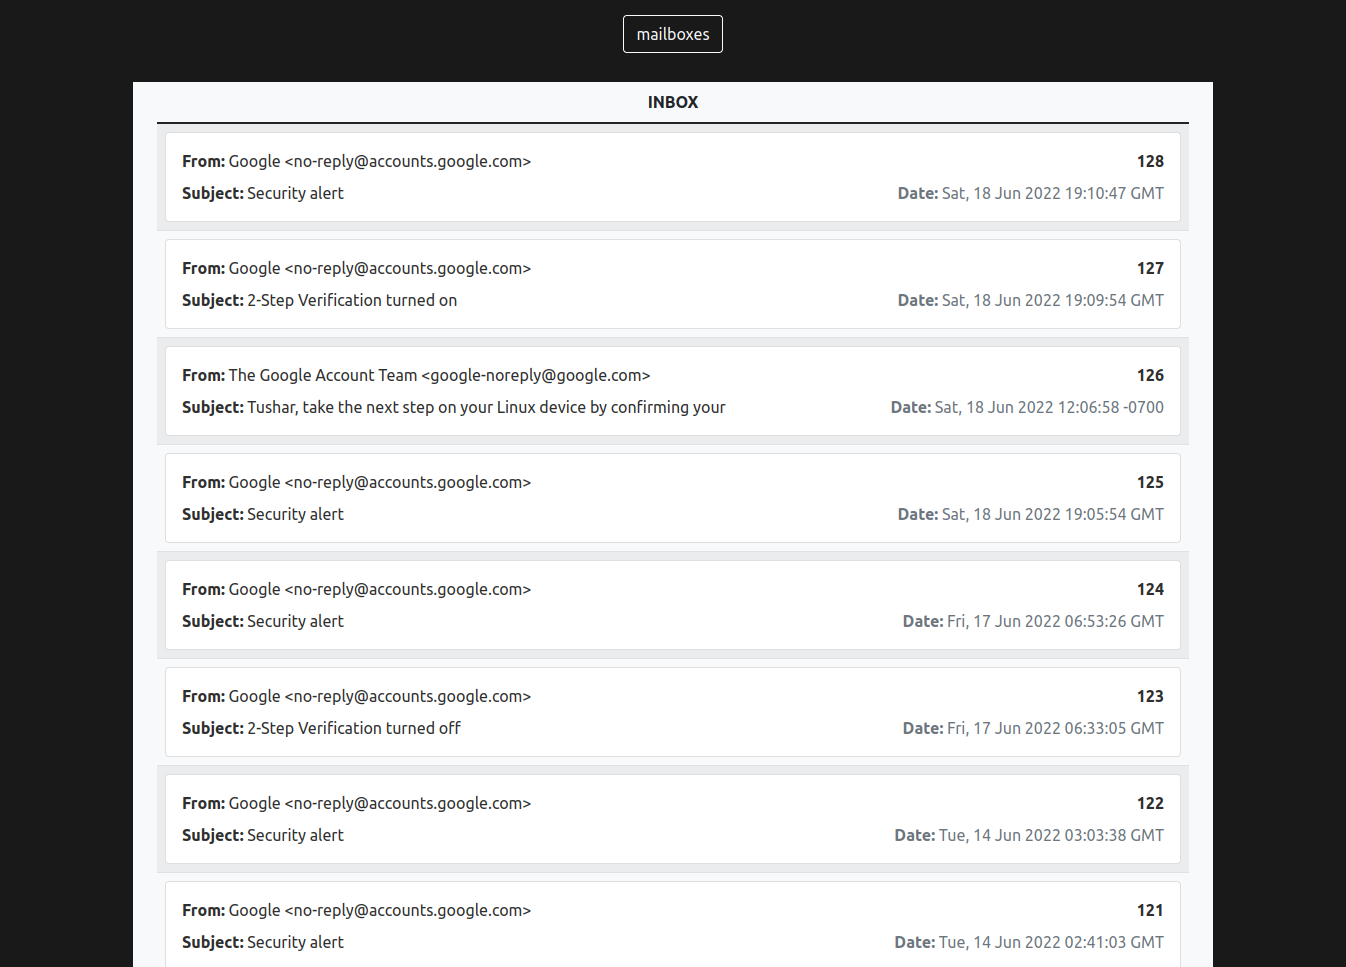 mailboxes
INBOX
From: Google <no-reply@accounts.google.com> 128
Subject: Security alert Date: Sat, 18 Jun 2022 19:10:47 GMT
From: Google <no-reply@accounts.google.com> 127
Subject: 2-Step Verification turned on Date: Sat, 18 Jun 2022 19:09:54 GMT
From: The Google Account Team <google-noreply@google.com> 126
Subject: Tushar, take the next step on your Linux device by confirming your Date: Sat, 18 Jun 2022 12:06:58 -0700
From: Google <no-reply@accounts.google.com> 125
Subject: Security alert Date: Sat, 18 Jun 2022 19:05:54 GMT
From: Google <no-reply@accounts.google.com> 124
Subject: Security alert Date: Fri, 17 Jun 2022 06:53:26 GMT
From: Google <no-reply@accounts.google.com> 123
Subject: 2-Step Verification turned off Date: Fri, 17 Jun 2022 06:33:05 GMT
From: Google <no-reply@accounts.google.com> 122
Subject: Security alert Date: Tue, 14 Jun 2022 03:03:38 GMT
From: Google <no-reply@accounts.google.com> 121
Subject: Security alert Date: Tue, 14 Jun 2022 02:41:03 GMT